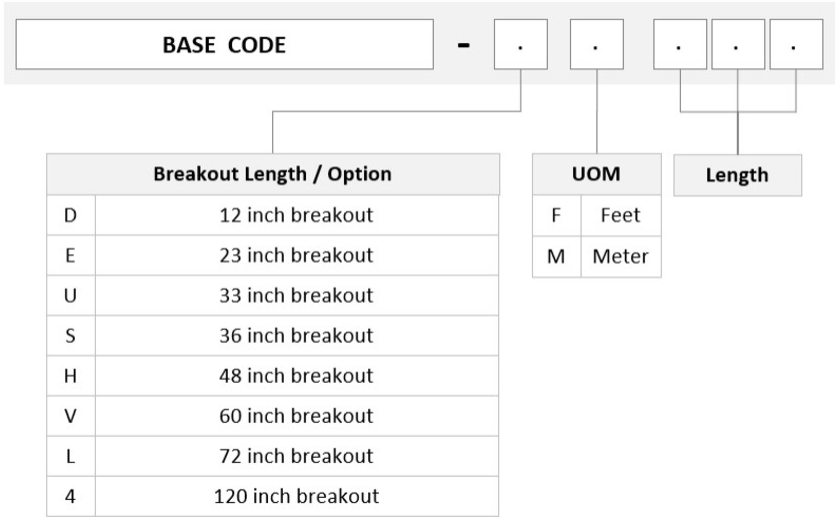 BASE CODE - . . . . .
Breakout Length / Option
D 12 inch breakout
E 23 inch breakout
U 33 inch breakout
S 36 inch breakout
H 48 inch breakout
V 60 inch breakout
L 72 inch breakout
4 120 inch breakout
UOM
F Feet
M Meter
Length